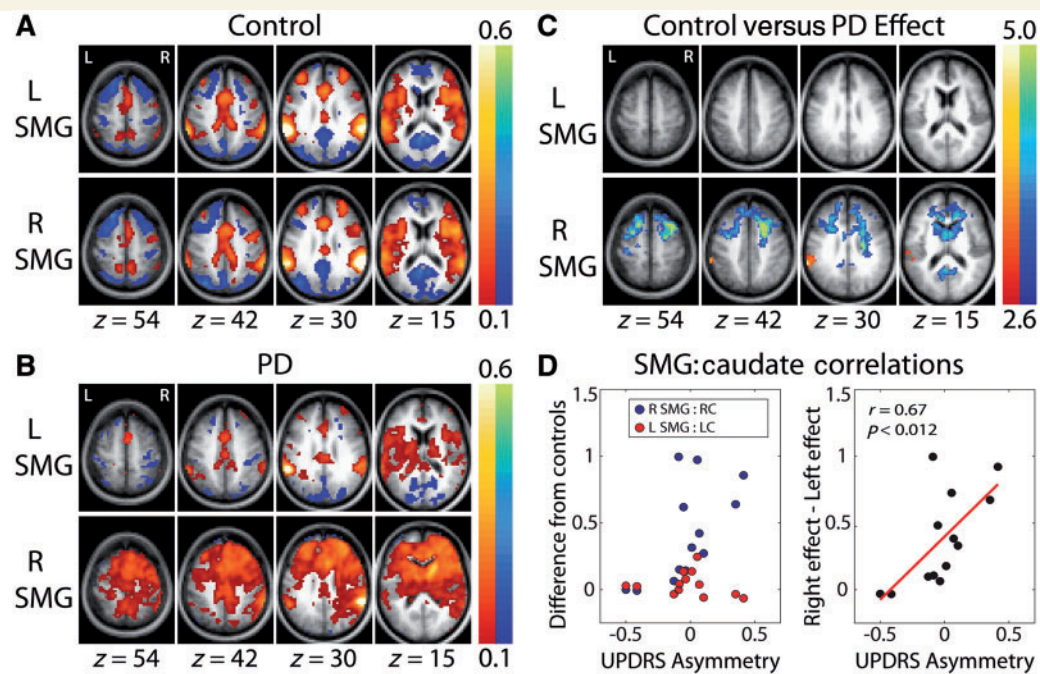 A
Control
0.6
L
R
L
SMG
R
SMG
z = 54
z = 42
z = 30
z = 15
0.1
B
PD
0.6
L
R
L
SMG
R
SMG
z = 54
z = 42
z = 30
z = 15
0.1
C
Control versus PD Effect
5.0
L
R
L
SMG
R
SMG
z = 54
z = 42
z = 30
z = 15
2.6
D
SMG:caudate correlations
Difference from controls
1.5
1
0.5
0
R SMG : RC
L SMG : LC
-0.5
0
0.5
UPDRS Asymmetry
Right effect - Left effect
1.5
1
0.5
0
r = 0.67
p < 0.012
-0.5
0
0.5
UPDRS Asymmetry